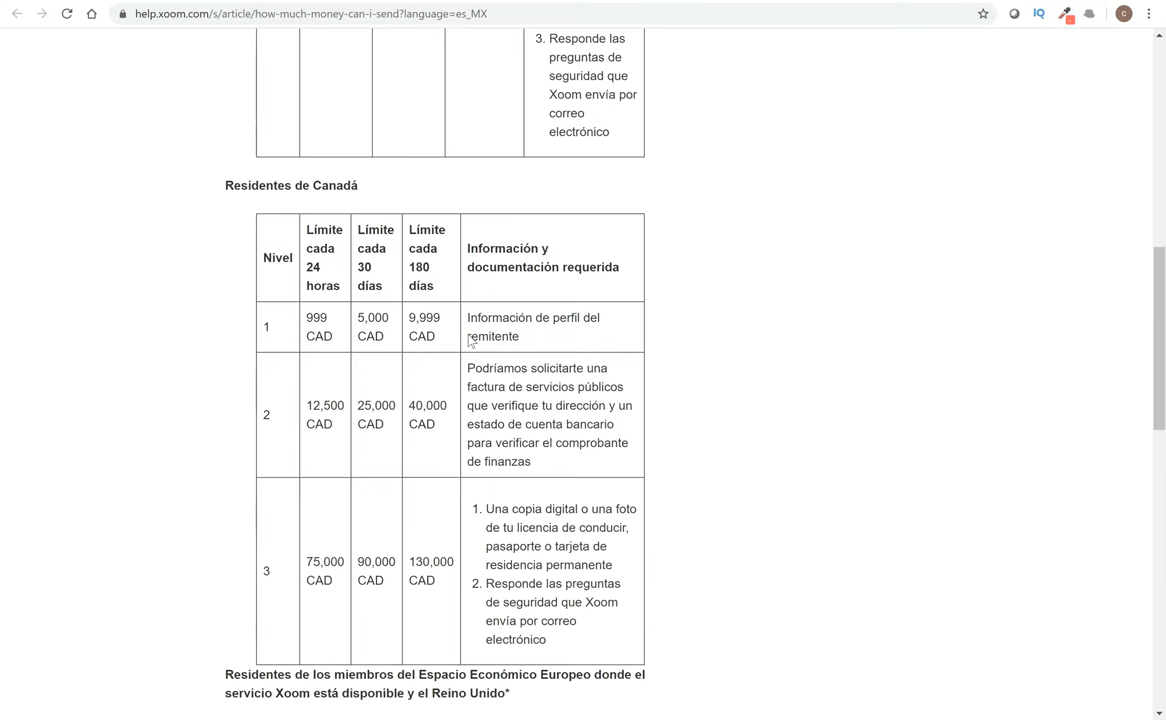 help.xoom.com/s/article/how-much-money-can-i-send?language=es_MX
IQ
c
3. Responde las
preguntas de
seguridad que
Xoom envía por
correo
electrónico
Residentes de Canadá
Nivel
Límite
cada
24
horas
Límite
cada
30
días
Límite
cada
180
días
Información y
documentación requerida
1
999
CAD
5,000
CAD
9,999
CAD
Información de perfil del
remitente
2
12,500
CAD
25,000
CAD
40,000
CAD
Podríamos solicitarte una
factura de servicios públicos
que verifique tu dirección y un
estado de cuenta bancario
para verificar el comprobante
de finanzas
3
75,000
CAD
90,000
CAD
130,000
CAD
1. Una copia digital o una foto
de tu licencia de conducir,
pasaporte o tarjeta de
residencia permanente
2. Responde las preguntas
de seguridad que Xoom
envía por correo
electrónico
Residentes de los miembros del Espacio Económico Europeo donde el
servicio Xoom está disponible y el Reino Unido*